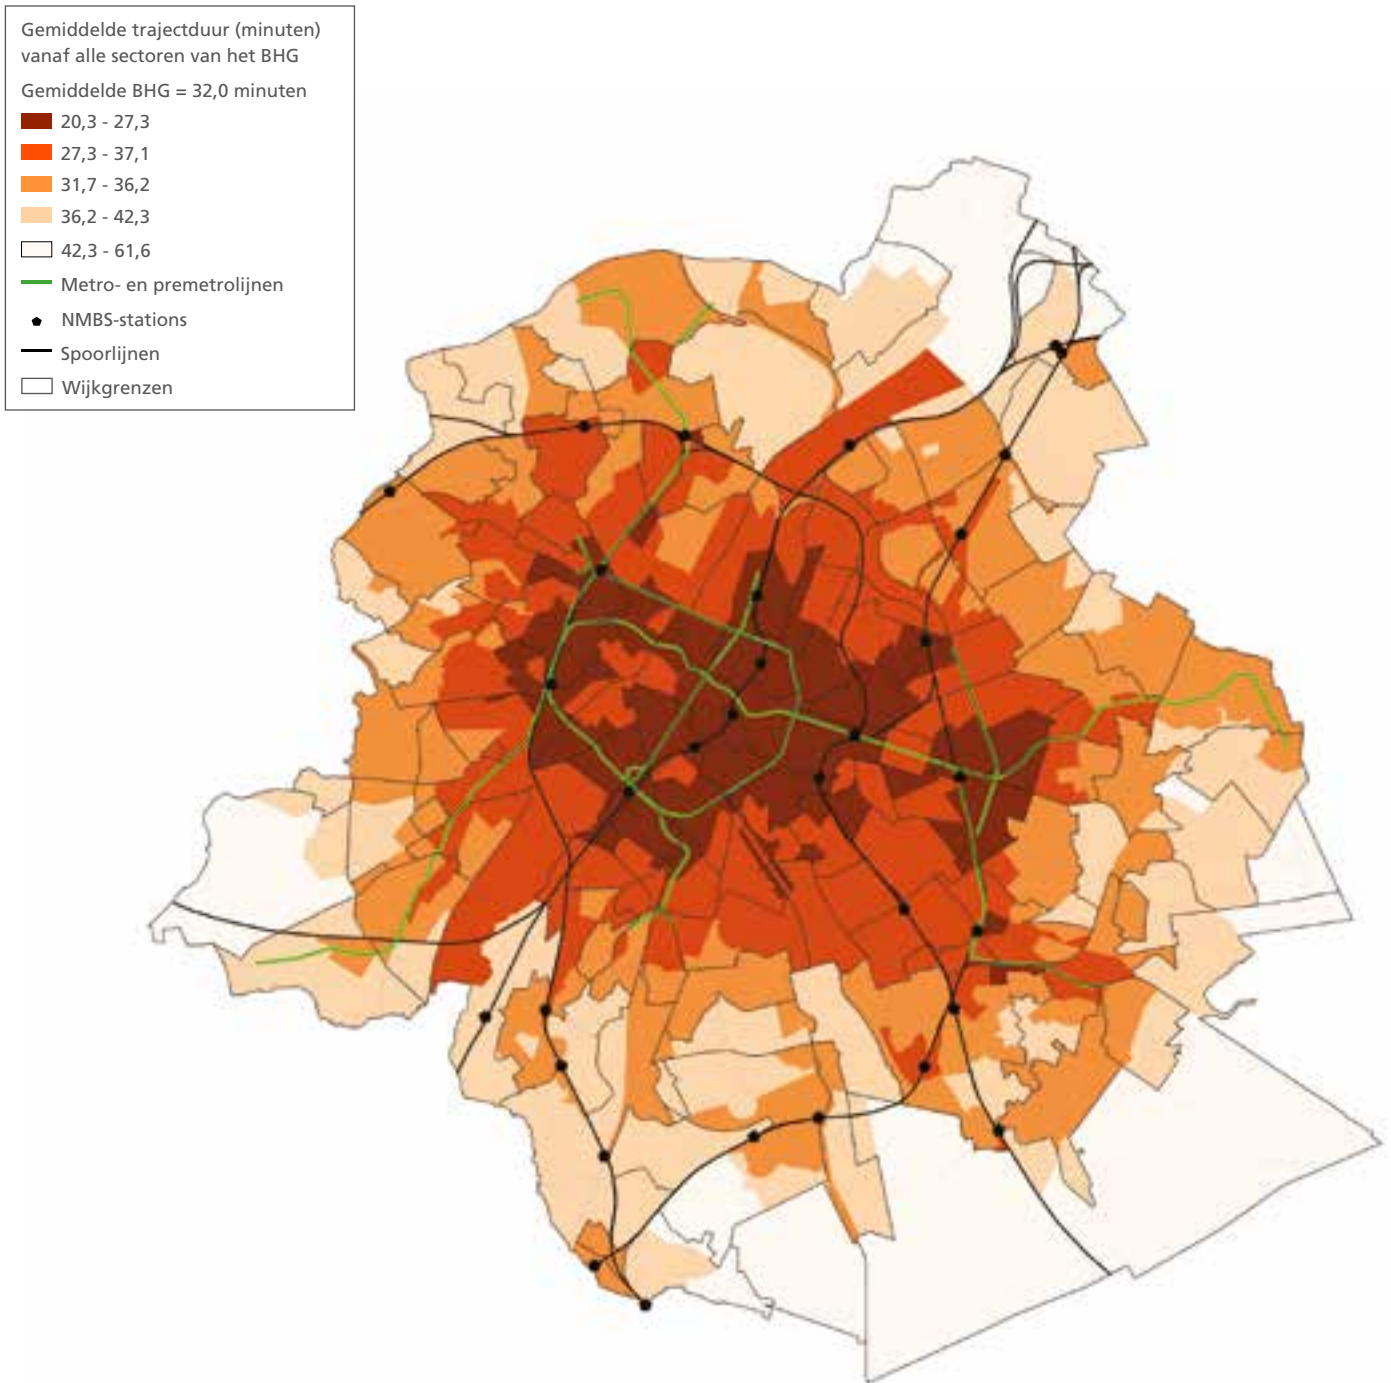 Gemiddelde trajectduur (minuten)
vanaf alle sectoren van het BHG
Gemiddelde BHG = 32,0 minuten
20,3 - 27,3
27,3 - 37,1
31,7 - 36,2
36,2 - 42,3
42,3 - 61,6
Metro- en premetrolijnen
NMBS-stations
Spoorlijnen
Wijkgrenzen